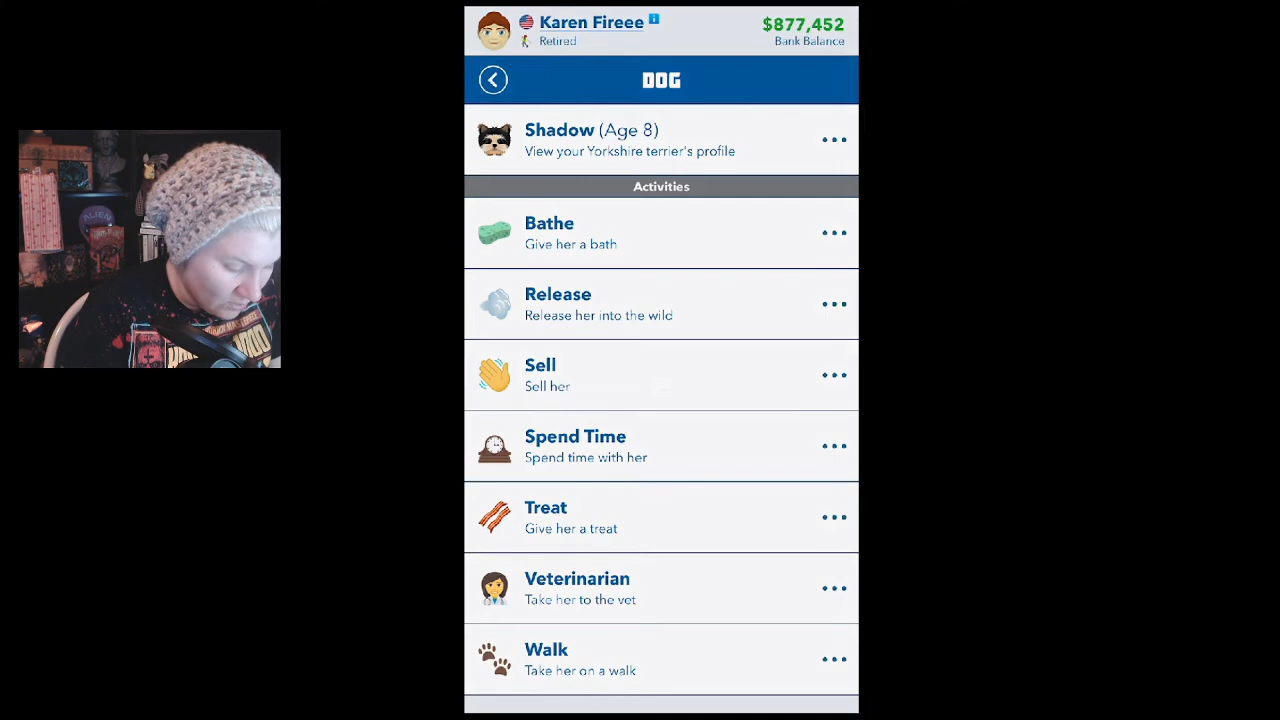 Karen Fireee
Retired
$877,452
Bank Balance
DOG
Shadow (Age 8)
View your Yorkshire terrier's profile
Activities
Bathe
Give her a bath
Release
Release her into the wild
Sell
Sell her
Spend Time
Spend time with her
Treat
Give her a treat
Veterinarian
Take her to the vet
Walk
Take her on a walk
ALIEN